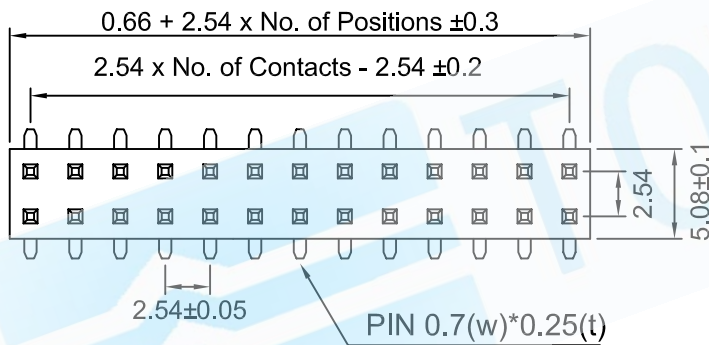 0.66 + 2.54 x No. of Positions ±0.3
2.54 x No. of Contacts - 2.54 ±0.2
2.54
5.08±0.1
2.54±0.05
PIN 0.7(w)*0.25(t)